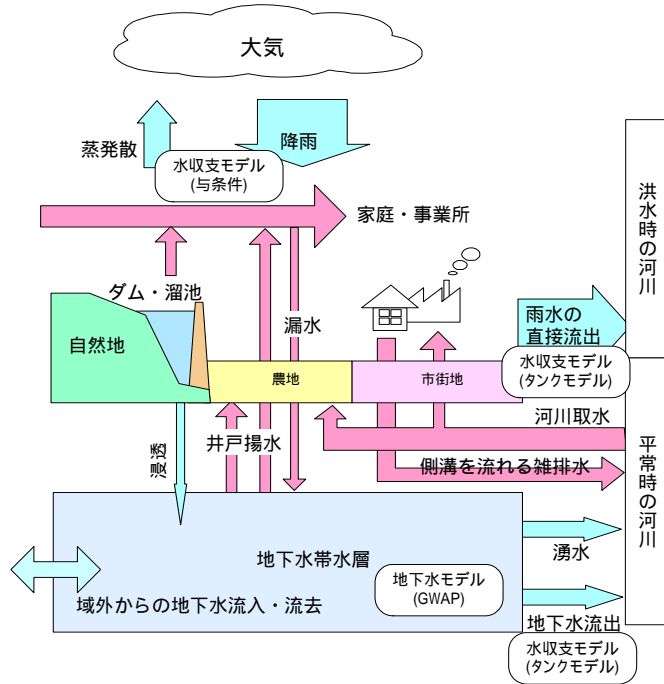 大気
蒸発散
降雨
水収支モデル
(与条件)
家庭・事業所
洪水時の河川
ダム・溜池
自然地
漏水
雨水の
直接流出
水収支モデル
(タンクモデル)
農地
市街地
河川取水
井戸揚水
浸透
側溝を流れる雑排水
平常時の河川
地下水帯水層
湧水
地下水モデル
(GWAP)
域外からの地下水流入・流去
地下水流出
水収支モデル
(タンクモデル)